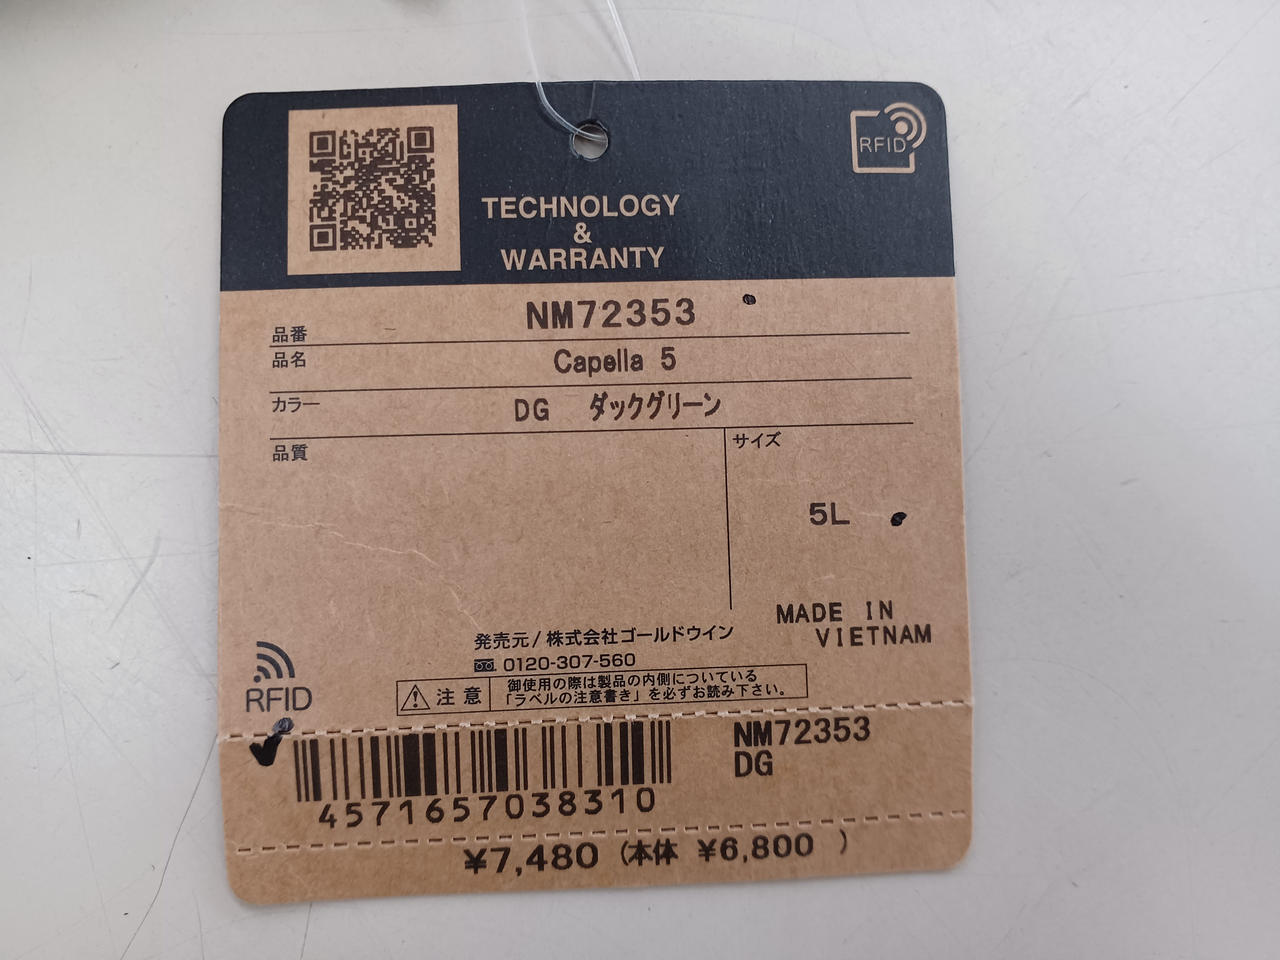 RFID
TECHNOLOGY
&
WARRANTY
品番 NM72353
品名 Capella 5
カラー DG ダックグリーン
品質
サイズ
5L
MADE IN
VIETNAM
発売元/株式会社ゴールドウイン
0120-307-560
注意
御使用の際は製品の内側についている
「ラベルの注意書き」を必ずお読み下さい。
RFID
NM72353
DG
4571657038310
¥7,480 (本体 ¥6,800 )